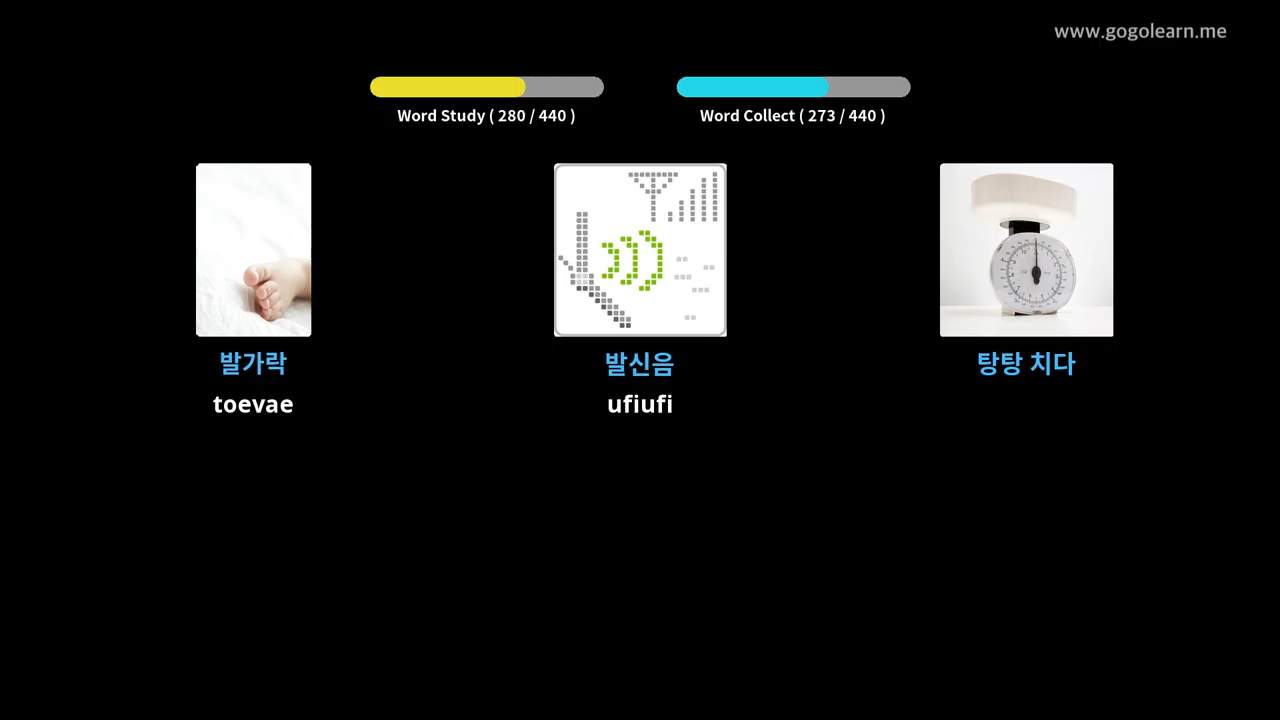 www.gogolearn.me
Word Study ( 280 / 440 )
Word Collect ( 273 / 440 )
발가락
발신음
탕탕 치다
toevae
ufiufi